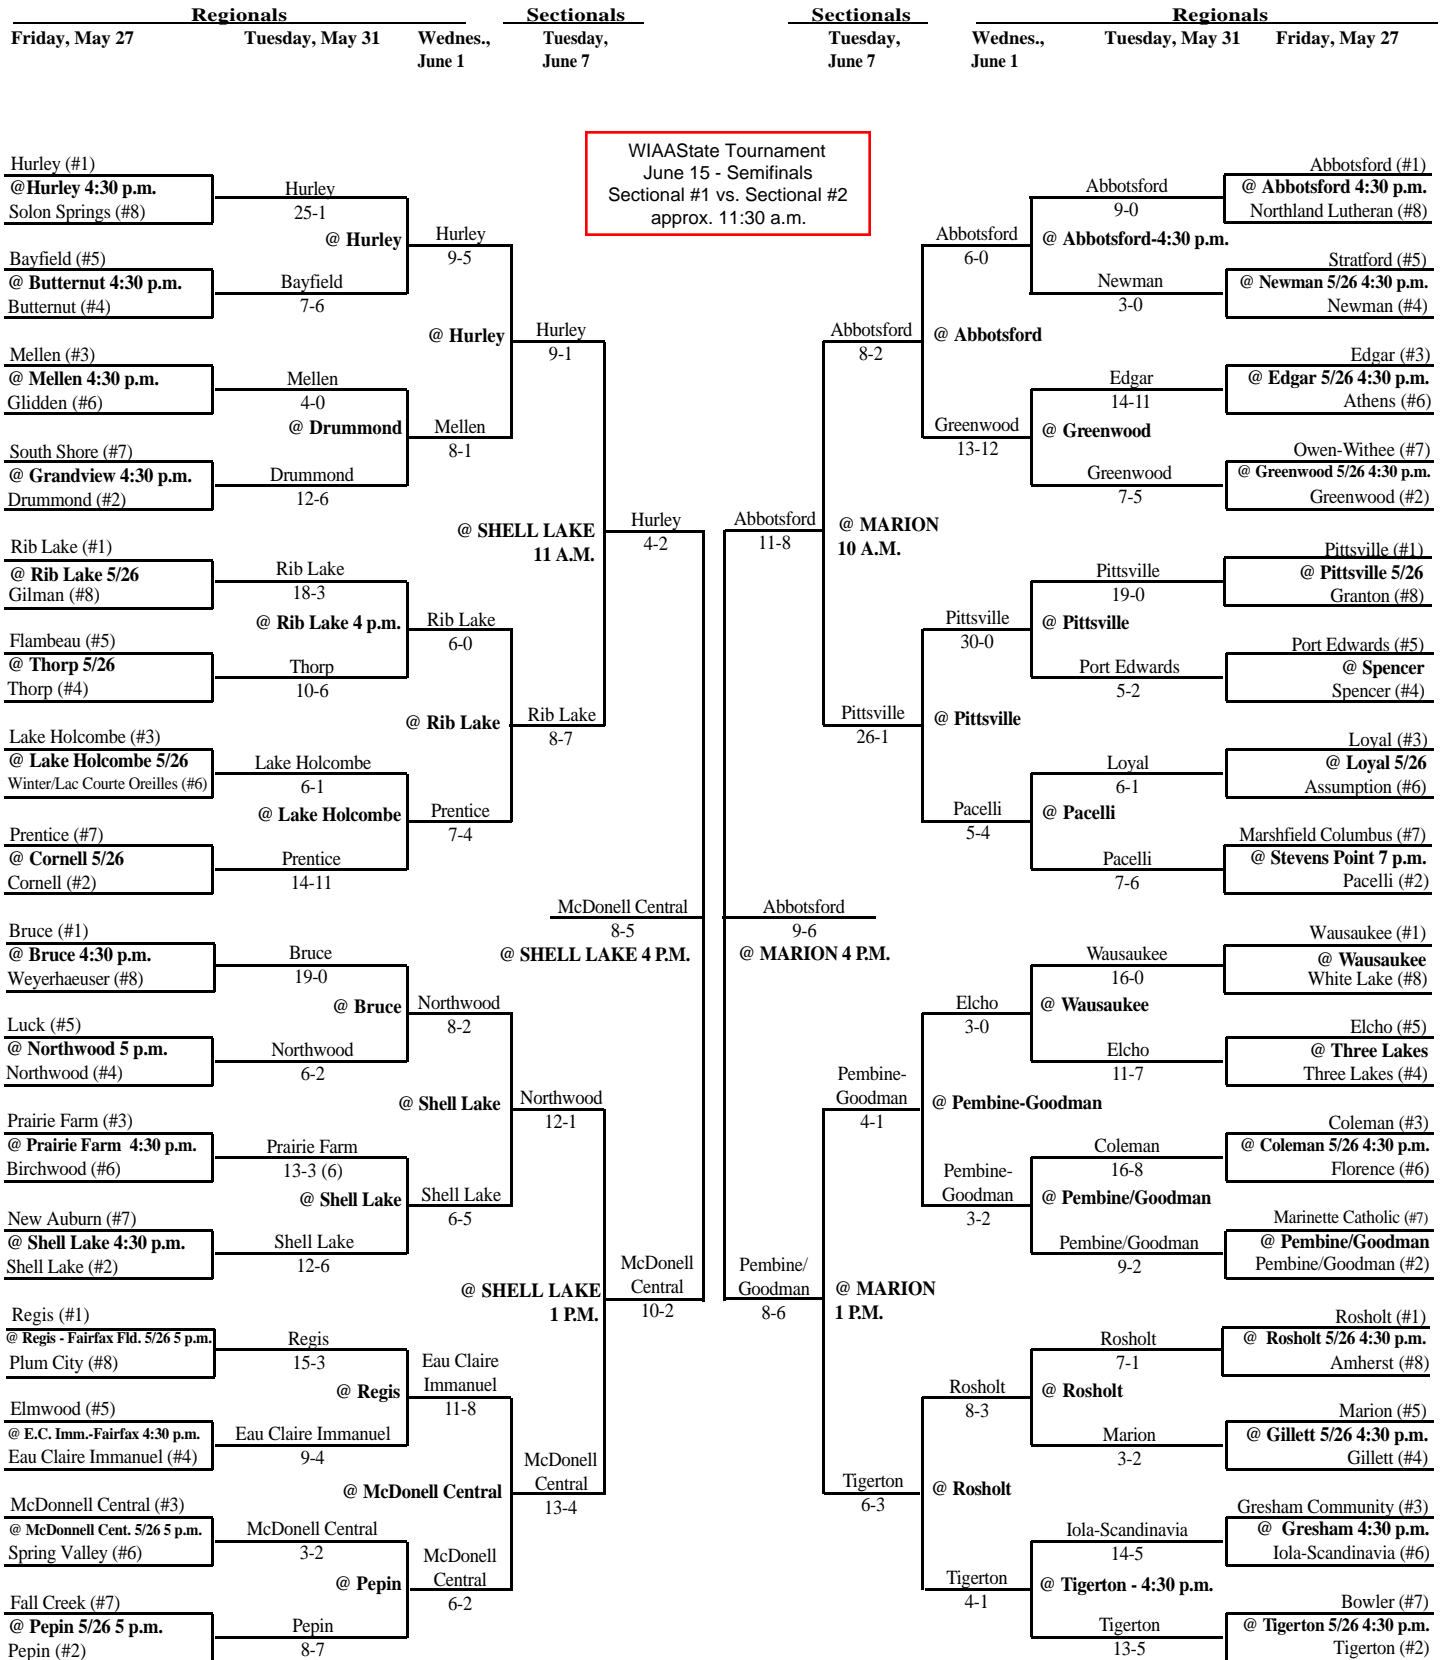 Regionals
Sectionals
Sectionals
Regionals
Friday, May 27
Tuesday, May 31
Wednes.,
June 1
Tuesday,
June 7
Tuesday,
June 7
Wednes.,
June 1
Tuesday, May 31
Friday, May 27
WIAAState Tournament
June 15 - Semifinals
Sectional #1 vs. Sectional #2
approx. 11:30 a.m.
Hurley (#1)
@Hurley 4:30 p.m.
Solon Springs (#8)
Bayfield (#5)
@ Butternut 4:30 p.m.
Butternut (#4)
Mellen (#3)
@ Mellen 4:30 p.m.
Glidden (#6)
South Shore (#7)
@ Grandview 4:30 p.m.
Drummond (#2)
Rib Lake (#1)
@ Rib Lake 5/26
Gilman (#8)
Flambeau (#5)
@ Thorp 5/26
Thorp (#4)
Lake Holcombe (#3)
@ Lake Holcombe 5/26
Winter/Lac Courte Oreilles (#6)
Prentice (#7)
@ Cornell 5/26
Cornell (#2)
Bruce (#1)
@ Bruce 4:30 p.m.
Weyerhaeuser (#8)
Luck (#5)
@ Northwood 5 p.m.
Northwood (#4)
Prairie Farm (#3)
@ Prairie Farm 4:30 p.m.
Birchwood (#6)
New Auburn (#7)
@ Shell Lake 4:30 p.m.
Shell Lake (#2)
Regis (#1)
@ Regis - Fairfax Fld. 5/26 5 p.m.
Plum City (#8)
Elmwood (#5)
@ E.C. Imm.-Fairfax 4:30 p.m.
Eau Claire Immanuel (#4)
McDonnell Central (#3)
@ McDonnell Cent. 5/26 5 p.m.
Spring Valley (#6)
Fall Creek (#7)
@ Pepin 5/26 5 p.m.
Pepin (#2)
Hurley
25-1
@ Hurley
Bayfield
7-6
Mellen
4-0
@ Drummond
Drummond
12-6
Rib Lake
18-3
@ Rib Lake 4 p.m.
Thorp
10-6
Lake Holcombe
6-1
@ Lake Holcombe
Prentice
14-11
Bruce
19-0
@ Bruce
Northwood
6-2
Prairie Farm
13-3 (6)
@ Shell Lake
Shell Lake
12-6
Regis
15-3
@ Regis
Eau Claire Immanuel
9-4
McDonell Central
3-2
@ Pepin
Pepin
8-7
Hurley
9-5
@ Hurley
Mellen
8-1
Rib Lake
6-0
@ Rib Lake
Prentice
7-4
Northwood
8-2
@ Shell Lake
Shell Lake
6-5
Eau Claire
Immanuel
11-8
@ McDonell Central
McDonell
Central
6-2
Hurley
9-1
@ SHELL LAKE
11 A.M.
Rib Lake
8-7
Northwood
12-1
@ SHELL LAKE
1 P.M.
McDonell
Central
13-4
Hurley
4-2
McDonell Central
8-5
@ SHELL LAKE 4 P.M.
McDonell
Central
10-2
Abbotsford
11-8
Abbotsford
9-6
@ MARION 4 P.M.
Pembine/
Goodman
8-6
Abbotsford
8-2
@ MARION
10 A.M.
Pittsville
26-1
Pembine-
Goodman
4-1
@ MARION
1 P.M.
Tigerton
6-3
Abbotsford
6-0
@ Abbotsford
Greenwood
13-12
Pittsville
30-0
@ Pittsville
Pacelli
5-4
Elcho
3-0
@ Pembine-Goodman
Pembine-
Goodman
3-2
Rosholt
8-3
@ Rosholt
Tigerton
4-1
Abbotsford
9-0
@ Abbotsford-4:30 p.m.
Newman
3-0
Edgar
14-11
@ Greenwood
Greenwood
7-5
Pittsville
19-0
@ Pittsville
Port Edwards
5-2
Loyal
6-1
@ Pacelli
Pacelli
7-6
Wausaukee
16-0
@ Wausaukee
Elcho
11-7
Coleman
16-8
@ Pembine/Goodman
Pembine/Goodman
9-2
Rosholt
7-1
@ Rosholt
Marion
3-2
Iola-Scandinavia
14-5
@ Tigerton - 4:30 p.m.
Tigerton
13-5
Abbotsford (#1)
@ Abbotsford 4:30 p.m.
Northland Lutheran (#8)
Stratford (#5)
@ Newman 5/26 4:30 p.m.
Newman (#4)
Edgar (#3)
@ Edgar 5/26 4:30 p.m.
Athens (#6)
Owen-Withee (#7)
@ Greenwood 5/26 4:30 p.m.
Greenwood (#2)
Pittsville (#1)
@ Pittsville 5/26
Granton (#8)
Port Edwards (#5)
@ Spencer
Spencer (#4)
Loyal (#3)
@ Loyal 5/26
Assumption (#6)
Marshfield Columbus (#7)
@ Stevens Point 7 p.m.
Pacelli (#2)
Wausaukee (#1)
@ Wausaukee
White Lake (#8)
Elcho (#5)
@ Three Lakes
Three Lakes (#4)
Coleman (#3)
@ Coleman 5/26 4:30 p.m.
Florence (#6)
Marinette Catholic (#7)
@ Pembine/Goodman
Pembine/Goodman (#2)
Rosholt (#1)
@ Rosholt 5/26 4:30 p.m.
Amherst (#8)
Marion (#5)
@ Gillett 5/26 4:30 p.m.
Gillett (#4)
Gresham Community (#3)
@ Gresham 4:30 p.m.
Iola-Scandinavia (#6)
Bowler (#7)
@ Tigerton 5/26 4:30 p.m.
Tigerton (#2)